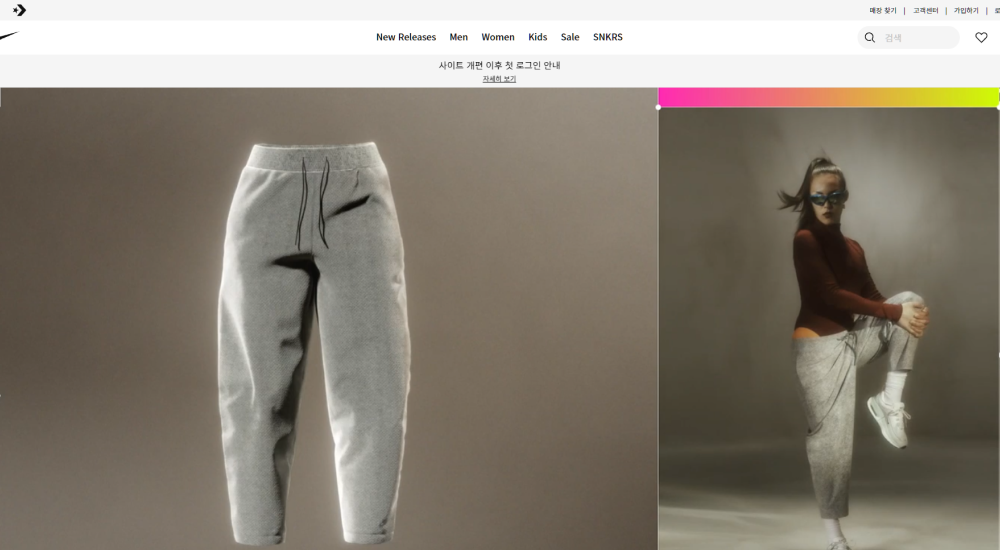 매장 찾기 | 고객센터 | 가입하기 | 로
New Releases Men Women Kids Sale SNKRS
검색
사이트 개편 이후 첫 로그인 안내
자세히 보기